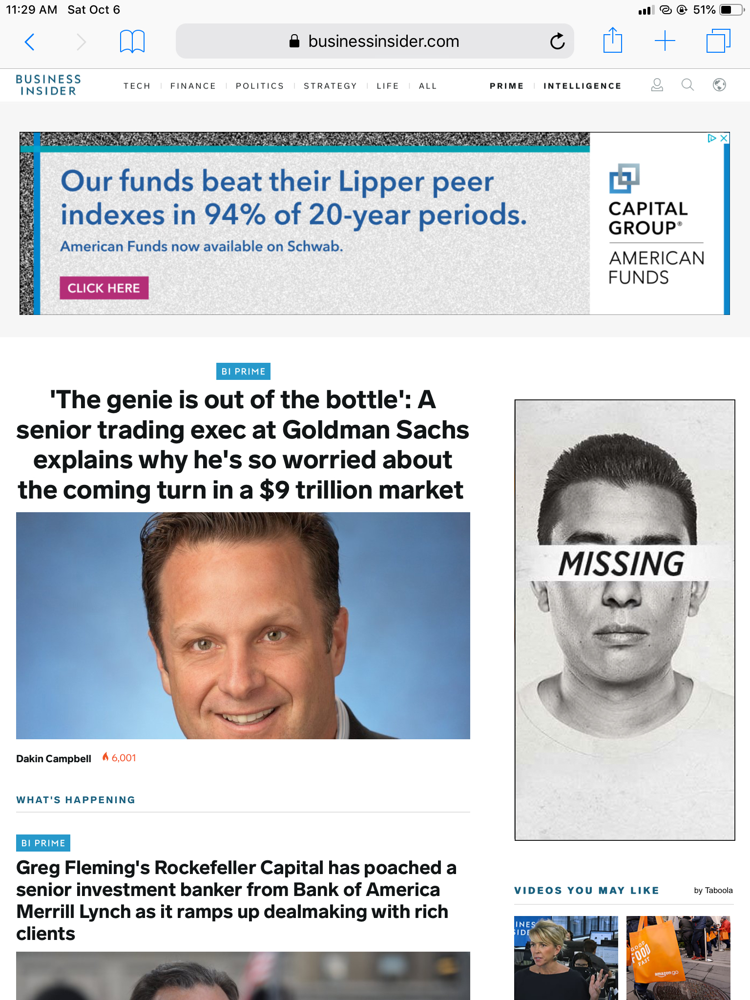 11:29 AM Sat Oct 6
51%
businessinsider.com
BUSINESS
INSIDER
TECH
FINANCE
POLITICS
STRATEGY
LIFE
ALL
PRIME
INTELLIGENCE
Our funds beat their Lipper peer
indexes in 94% of 20-year periods.
American Funds now available on Schwab.
CLICK HERE
CAPITAL
GROUP®
AMERICAN
FUNDS
BI PRIME
'The genie is out of the bottle': A
senior trading exec at Goldman Sachs
explains why he's so worried about
the coming turn in a $9 trillion market
Dakin Campbell 6,001
WHAT'S HAPPENING
BI PRIME
Greg Fleming's Rockefeller Capital has poached a
senior investment banker from Bank of America
Merrill Lynch as it ramps up dealmaking with rich
clients
MISSING
VIDEOS YOU MAY LIKE
by Taboola
INES
SIDE
GOOD
FOOD
FAST
amazon go